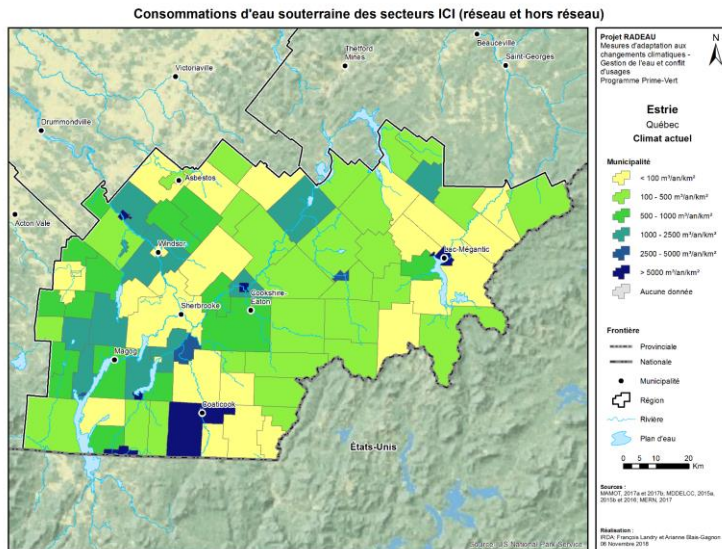 Consommations d'eau souterraine des secteurs ICI (réseau et hors réseau)
Thetford
Mines
Beauceville
Saint-Georges
Victoriaville
Drummondville
Asbestos
Acton Vale
Windsor
Lac-Mégantic
Cookshire
Eaton
Sherbrooke
Magog
Coaticook
États-Unis
Source: US National Park Service
Projet RADEAU
Mesures d'adaptation aux
changements climatiques -
Gestion de l'eau et conflit
d'usages
Programme Prime-Vert
N
Estrie
Québec
Climat actuel
Municipalité
< 100 m³/an/km²
100 - 500 m³/an/km²
500 - 1000 m³/an/km²
1000 - 2500 m³/an/km²
2500 - 5000 m³/an/km²
> 5000 m³/an/km²
Aucune donnée
Frontière
Provinciale
Nationale
Municipalité
Région
Rivière
Plan d'eau
0 5 10 20
Km
Sources :
MAMOT, 2017a et 2017b; MDDELCC, 2015a,
2015b et 2016; MERN, 2017
Réalisation :
IRDA: François Landry et Arianne Blais-Gagnon
06 Novembre 2018